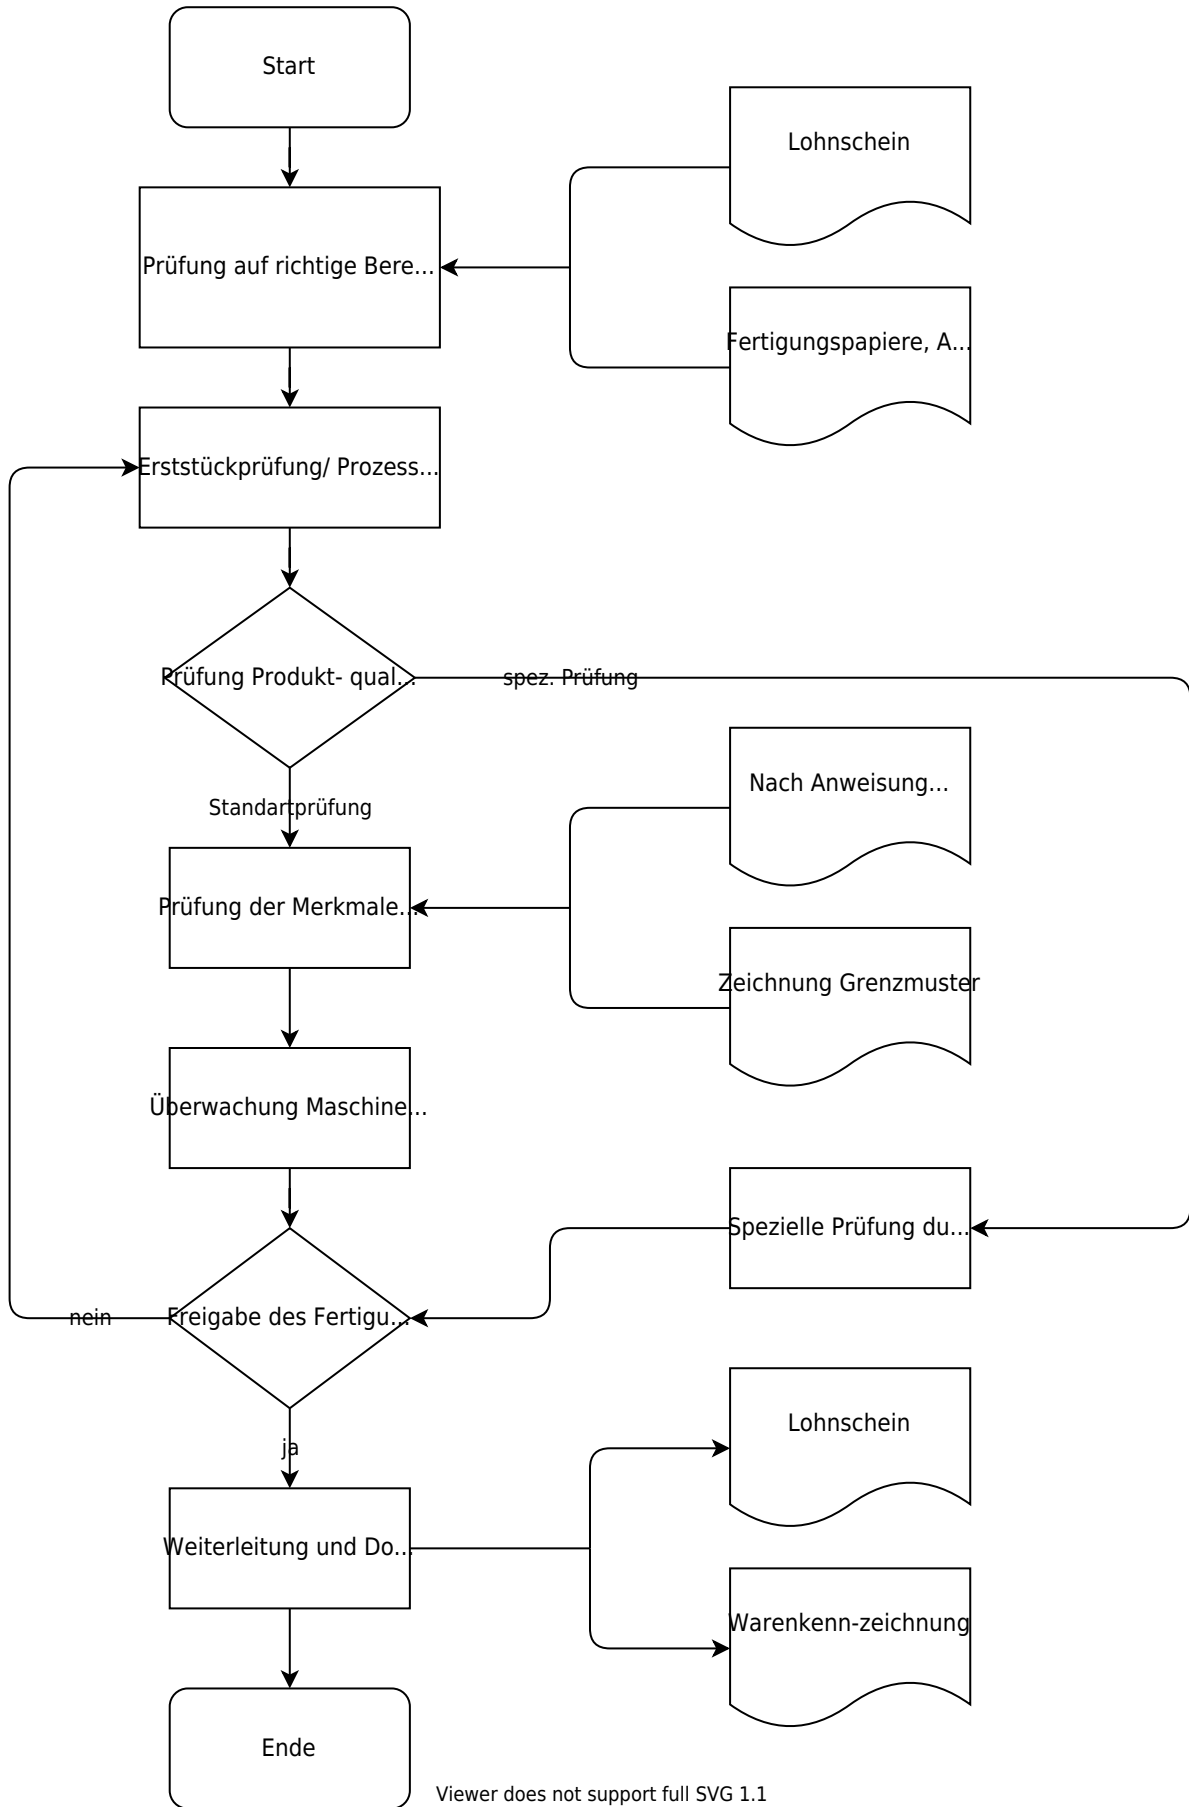 Start
Lohnschein
Prüfung auf richtige Bere...
Fertigungspapiere, A...
Erststückprüfung/ Prozess...
Prüfung Produkt- qual...
spez. Prüfung
Nach Anweisung...
Standartprüfung
Prüfung der Merkmale...
Zeichnung Grenzmuster
Überwachung Maschine...
Spezielle Prüfung du...
nein
Freigabe des Fertigu...
Lohnschein
ja
Weiterleitung und Do...
Warenkenn-zeichnung
Ende
Viewer does not support full SVG 1.1